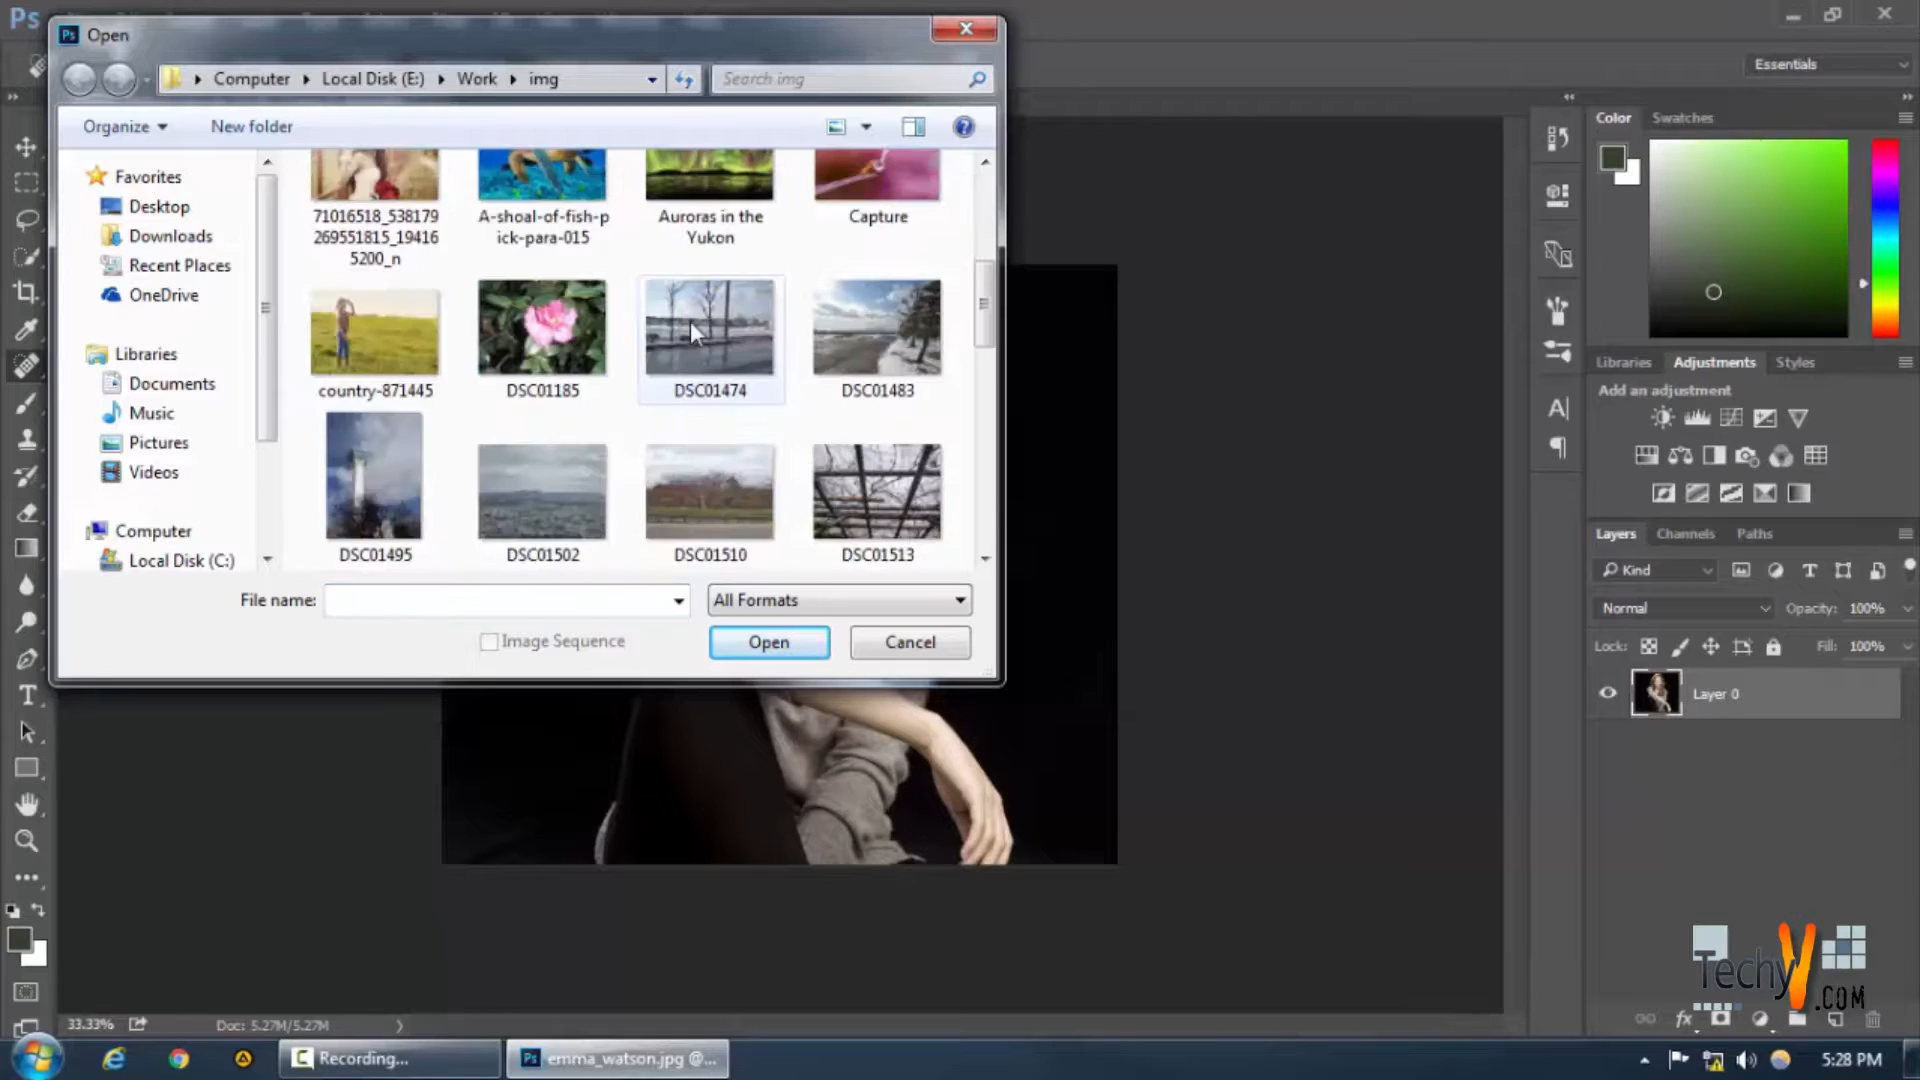 Ps
Open
Computer Local Disk (E:) Work img
Search img
Essentials
Organize New folder
Favorites
Desktop
Downloads
Recent Places
OneDrive
Libraries
Documents
Music
Pictures
Videos
Computer
Local Disk (C:)
71016518_538179
269551815_19416
5200_n
A-shoal-of-fish-p
ick-para-015
Auroras in the
Yukon
Capture
country-871445
DSC01185
DSC01474
DSC01483
DSC01495
DSC01502
DSC01510
DSC01513
File name:
All Formats
Image Sequence
Open
Cancel
Color Swatches
Libraries Adjustments Styles
Add an adjustment
Layers Channels Paths
Kind
Normal Opacity: 100%
Lock: Fill: 100%
Layer 0
TechyV
.COM
33.33% Doc: 5.27M/5.27M
Recording...
Ps emma_watson.jpg @...
5:28 PM